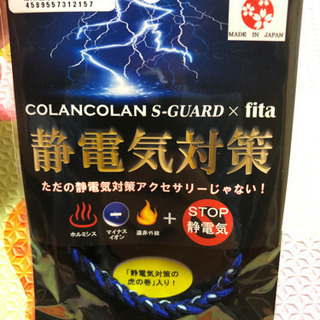 4589557312157
MADE IN JAPAN
COLANCOLAN S-GUARD × fita
静電気対策
ただの静電気対策アクセサリーじゃない!
ホルミシス
マイナス
イオン
遠赤外線
+
STOP
静電気
「静電気対策の
虎の巻」入り!